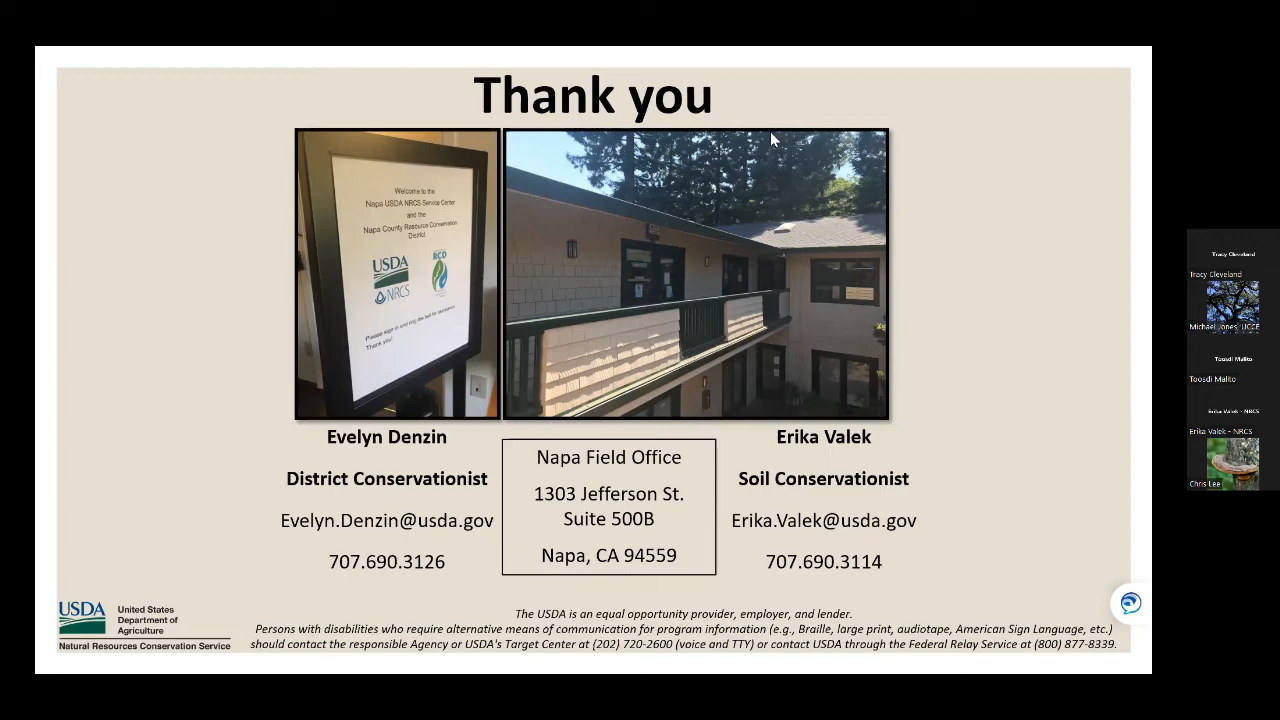 Thank you
Welcome to the
Napa USDA NRCS Service Center
and the
Napa County Resource Conservation
District
USDA
NRCS
RCD
Please sign in and ring the bell for assistance.
Thank you!
Evelyn Denzin
District Conservationist
Evelyn.Denzin@usda.gov
707.690.3126
Napa Field Office
1303 Jefferson St.
Suite 500B
Napa, CA 94559
Erika Valek
Soil Conservationist
Erika.Valek@usda.gov
707.690.3114
USDA
United States
Department of
Agriculture
Natural Resources Conservation Service
The USDA is an equal opportunity provider, employer, and lender.
Persons with disabilities who require alternative means of communication for program information (e.g., Braille, large print, audiotape, American Sign Language, etc.)
should contact the responsible Agency or USDA's Target Center at (202) 720-2600 (voice and TTY) or contact USDA through the Federal Relay Service at (800) 877-8339.
Tracy Cleveland
Tracy Cleveland
Michael Jones, UCCE
Toosdi Malito
Toosdi Malito
Erika Valek - NRCS
Erika Valek - NRCS
Chris Lee